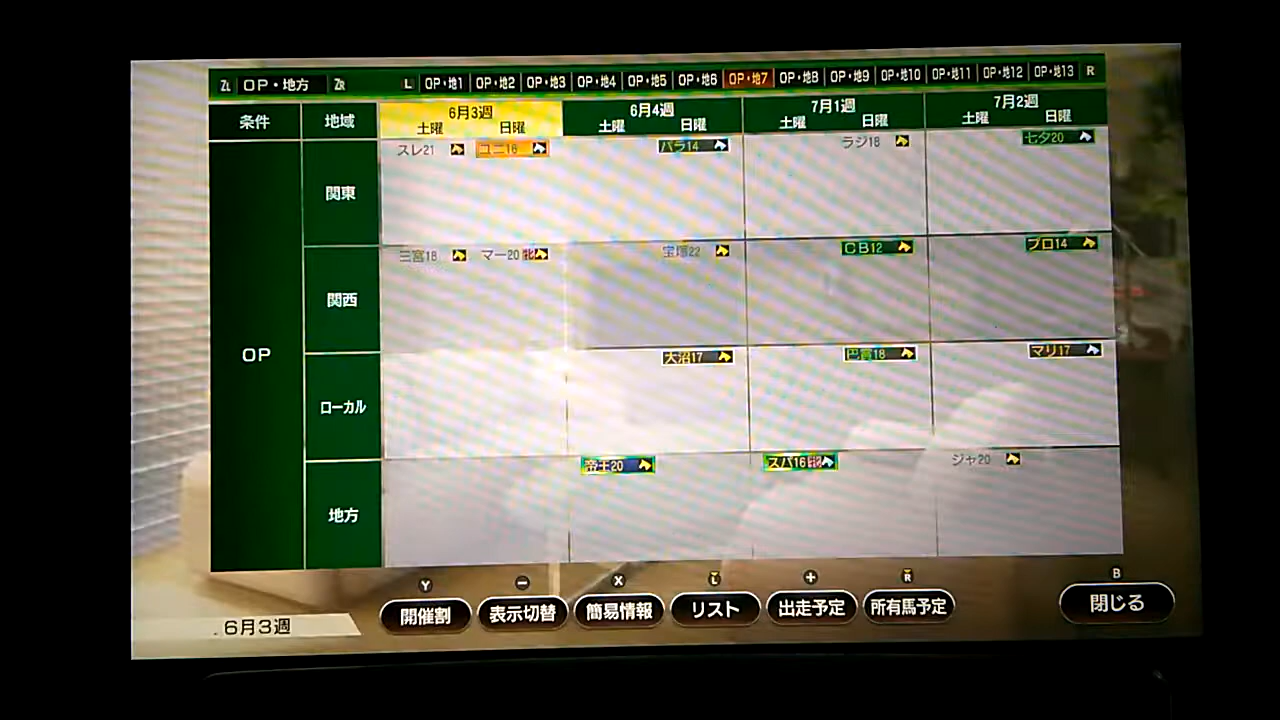 ZL OP・地方 ZR L OP・地1 OP・地2 OP・地3 OP・地4 OP・地5 OP・地6 OP・地7 OP・地8 OP・地9 OP・地10 OP・地11 OP・地12 OP・地13 R
条件 地域 6月3週 6月4週 7月1週 7月2週
土曜 日曜 土曜 日曜 土曜 日曜 土曜 日曜
スレ21 ユニ16 パラ14 ラジ18 七夕20
関東
三宮18 マー20 牝 宝塚22 CB12 プロ14
関西
OP
大沼17 巴賞18 マリ17
ローカル
帝王20 スパ16 牝 ジャ20
地方
Y − X L + R B
開催割 表示切替 簡易情報 リスト 出走予定 所有馬予定 閉じる
6月3週